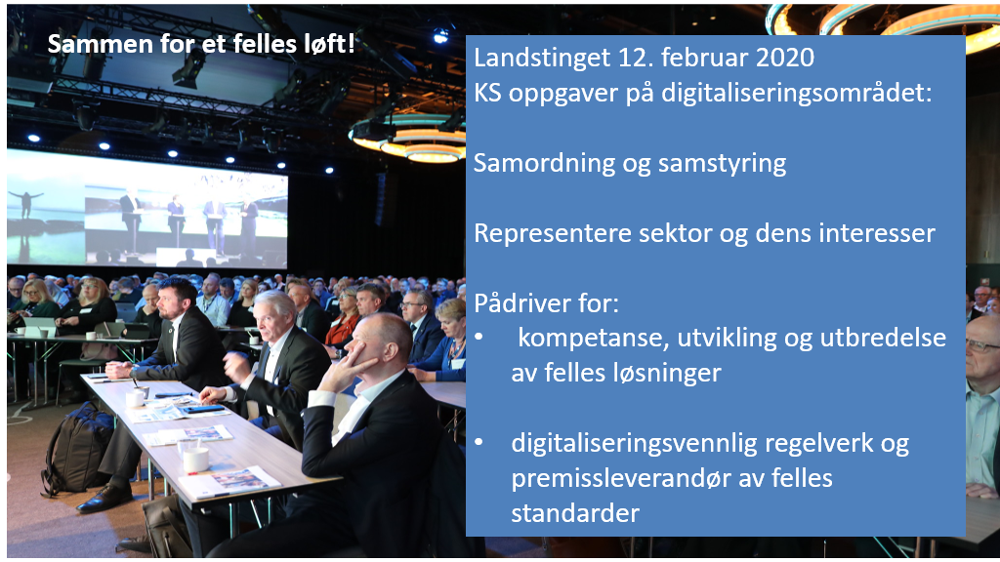 Sammen for et felles løft!
Landstinget 12. februar 2020
KS oppgaver på digitaliseringsområdet:
Samordning og samstyring
Representere sektor og dens interesser
Pådriver for:
• kompetanse, utvikling og utbredelse
av felles løsninger
• digitaliseringsvennlig regelverk og
premissleverandør av felles
standarder